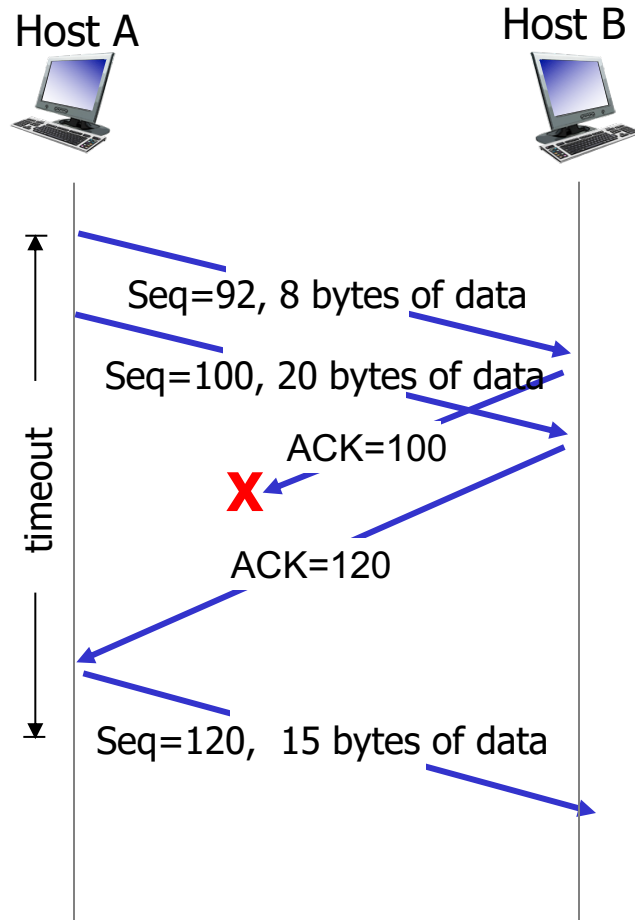 Host A
Host B
Seq=92, 8 bytes of data
Seq=100, 20 bytes of data
ACK=100
X
timeout
ACK=120
Seq=120, 15 bytes of data